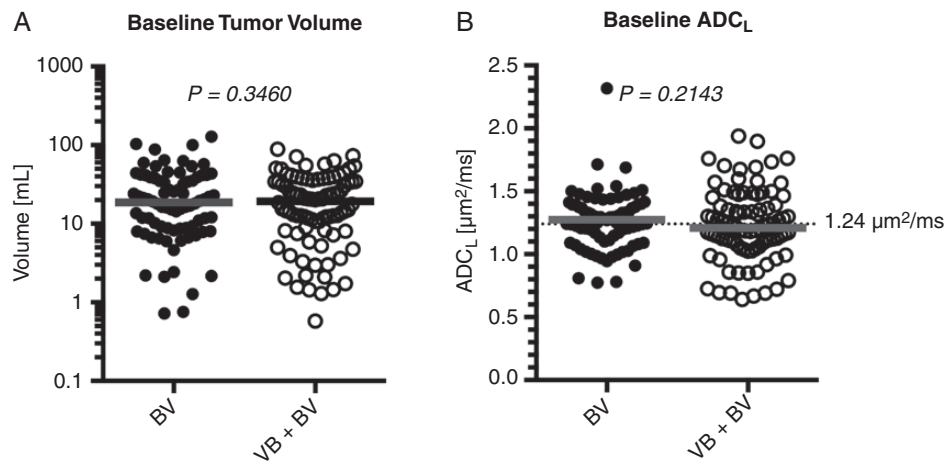 A
Baseline Tumor Volume
P = 0.3460
Volume [mL]
1000
100
10
1
0.1
BV
VB + BV
B
Baseline ADC_L
P = 0.2143
ADC_L [µm²/ms]
2.5
2.0
1.5
1.0
0.5
0.0
1.24 µm²/ms
BV
VB + BV